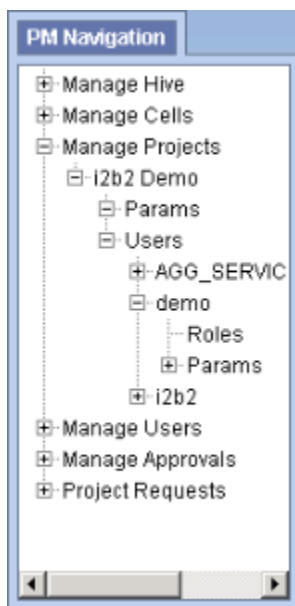 PM Navigation
Manage Hive
Manage Cells
Manage Projects
i2b2 Demo
Params
Users
AGG_SERVIC
demo
Roles
Params
i2b2
Manage Users
Manage Approvals
Project Requests